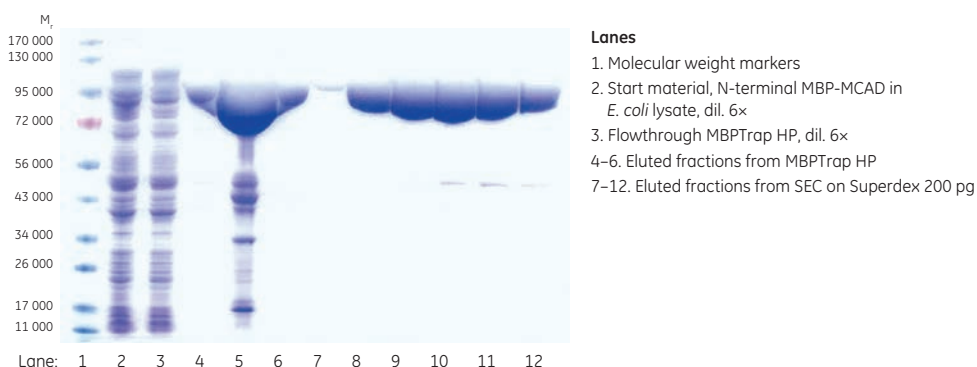 Mr
170 000
130 000
95 000
72 000
56 000
43 000
34 000
26 000
17 000
11 000
Lane: 1 2 3 4 5 6 7 8 9 10 11 12
Lanes
1. Molecular weight markers
2. Start material, N-terminal MBP-MCAD in
E. coli lysate, dil. 6×
3. Flowthrough MBPTrap HP, dil. 6×
4–6. Eluted fractions from MBPTrap HP
7–12. Eluted fractions from SEC on Superdex 200 pg